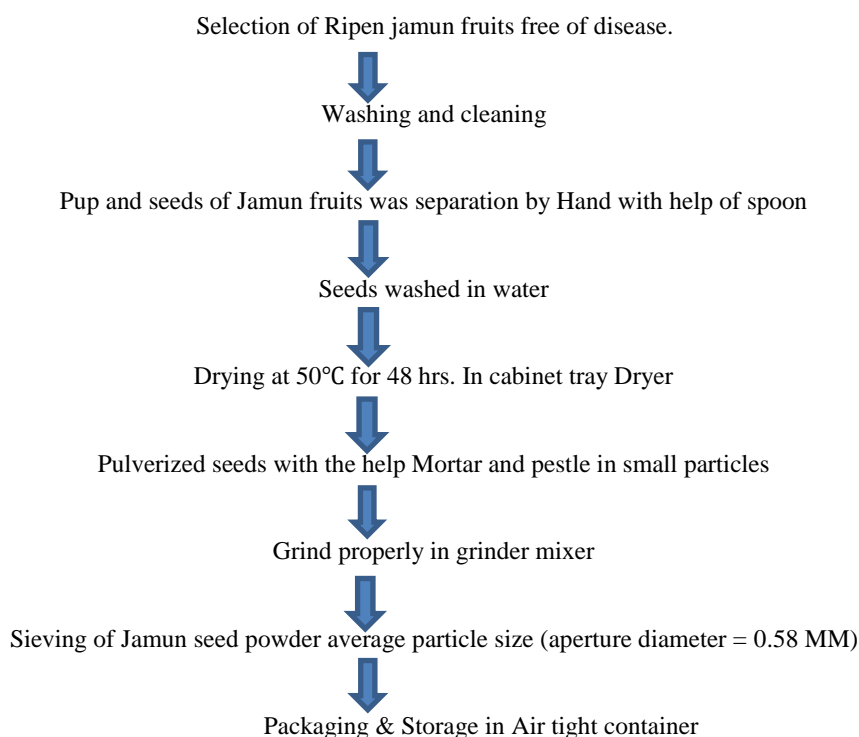 Selection of Ripen jamun fruits free of disease.
Washing and cleaning
Pup and seeds of Jamun fruits was separation by Hand with help of spoon
Seeds washed in water
Drying at 50℃ for 48 hrs. In cabinet tray Dryer
Pulverized seeds with the help Mortar and pestle in small particles
Grind properly in grinder mixer
Sieving of Jamun seed powder average particle size (aperture diameter = 0.58 MM)
Packaging & Storage in Air tight container